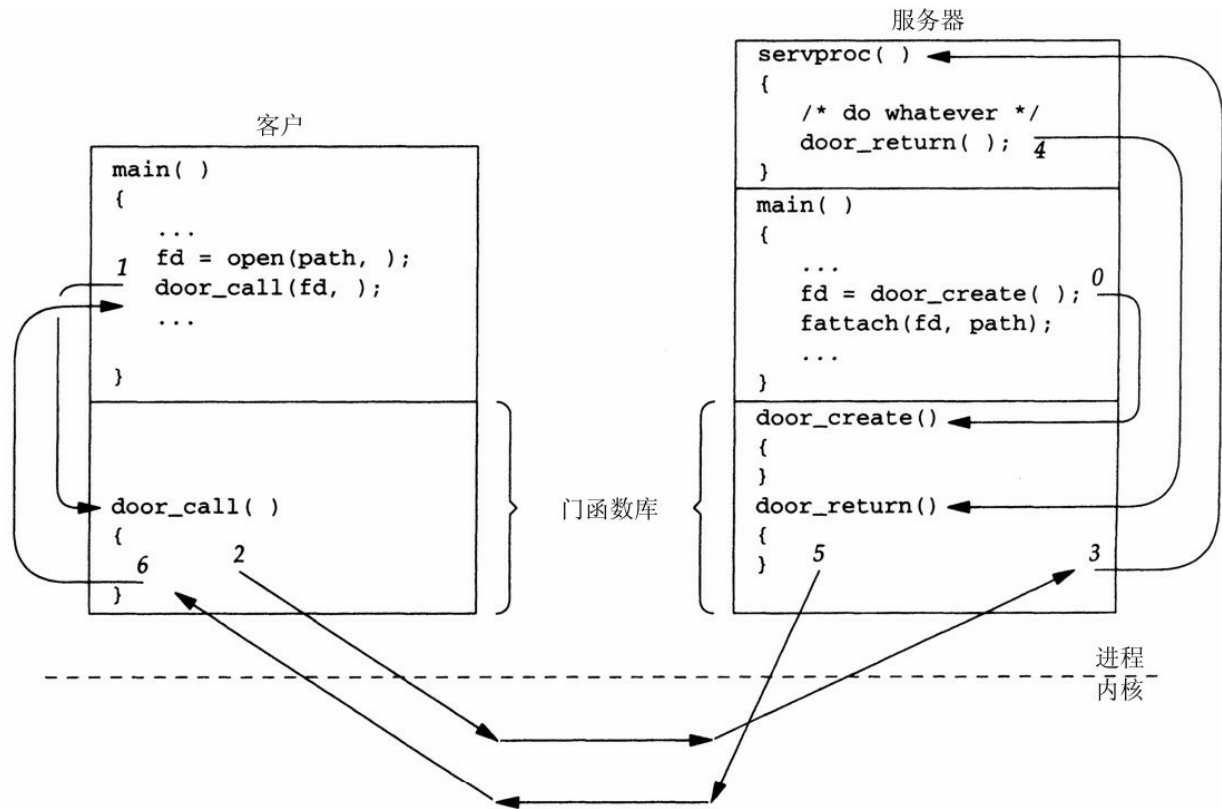 客户
main( )
{
...
1
fd = open(path, );
door_call(fd, );
...
}
door_call( )
{
6
2
}
服务器
servproc( )
{
/* do whatever */
door_return( ); 4
}
main( )
{
...
0
fd = door_create( );
fattach(fd, path);
...
}
门函数库
door_create()
{
}
door_return()
{
5
3
}
进程
内核